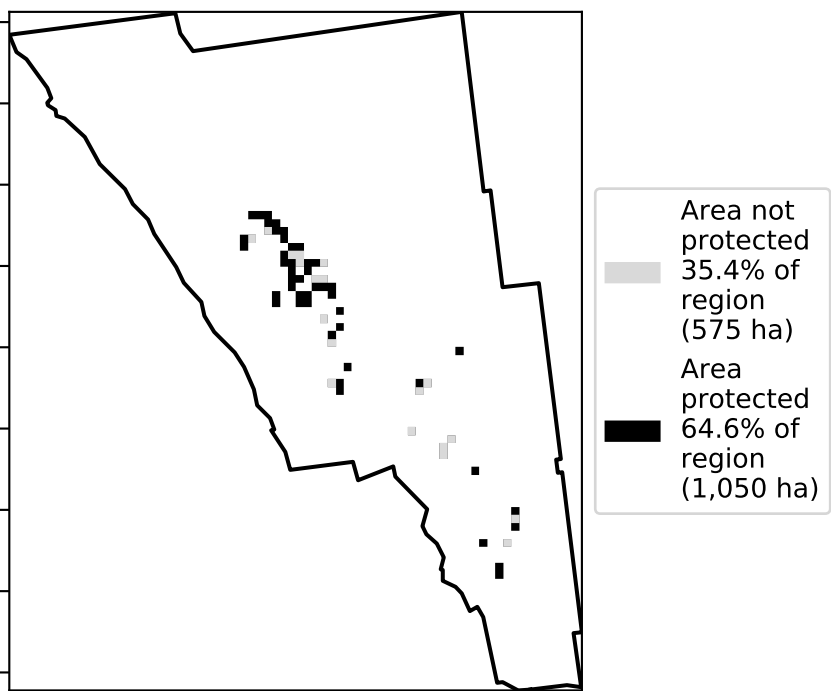 Area not
protected
35.4% of
region
(575 ha)
Area
protected
64.6% of
region
(1,050 ha)